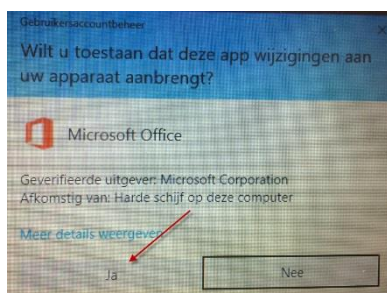 Gebruikersaccountbeheer
Wilt u toestaan dat deze app wijzigingen aan
uw apparaat aanbrengt?
Microsoft Office
Geverifieerde uitgever: Microsoft Corporation
Afkomstig van: Harde schijf op deze computer
Meer details weergeven
Ja
Nee